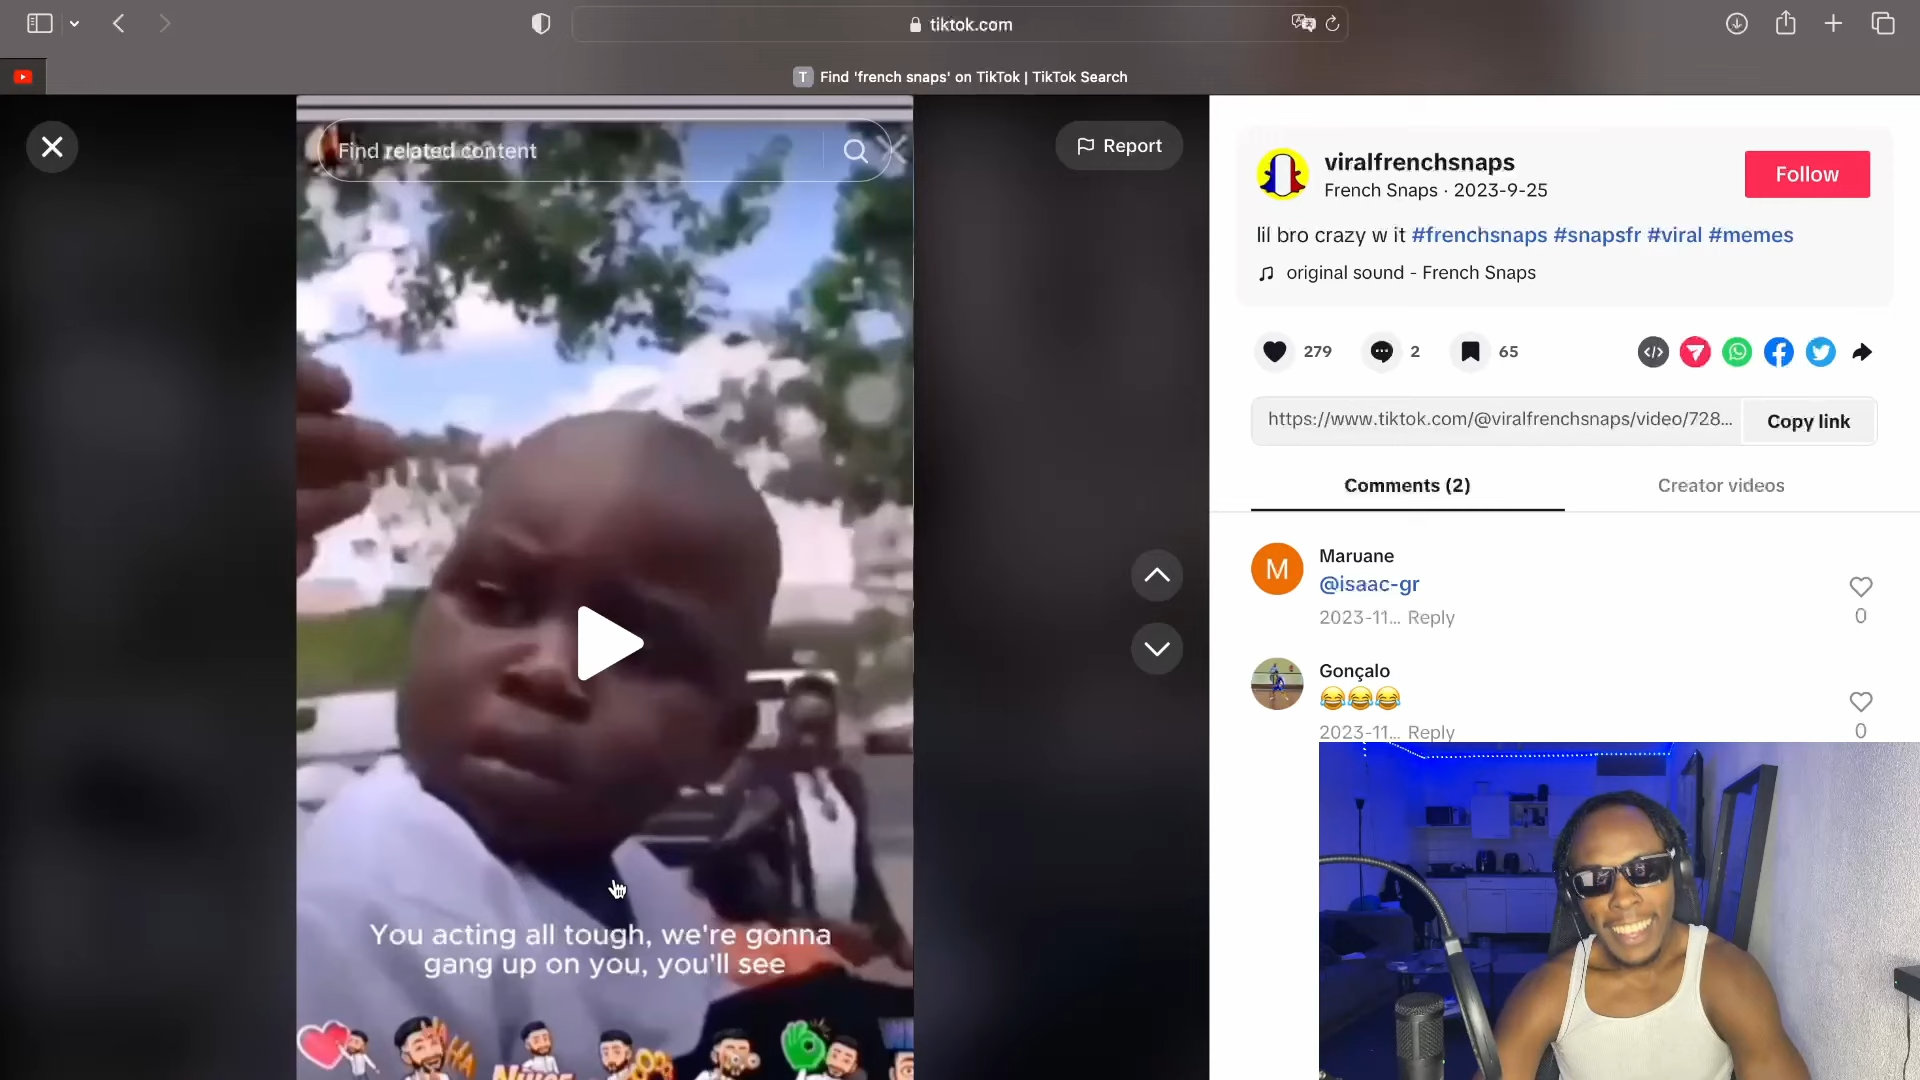 tiktok.com
T Find 'french snaps' on TikTok | TikTok Search
Find related content
Report
viralfrenchsnaps
French Snaps · 2023-9-25
Follow
lil bro crazy w it #frenchsnaps #snapsfr #viral #memes
original sound - French Snaps
279
2
65
https://www.tiktok.com/@viralfrenchsnaps/video/728...
Copy link
Comments (2)
Creator videos
M
Maruane
@isaac-gr
2023-11... Reply
0
Gonçalo
😂😂😂
2023-11... Reply
0
You acting all tough, we're gonna
gang up on you, you'll see